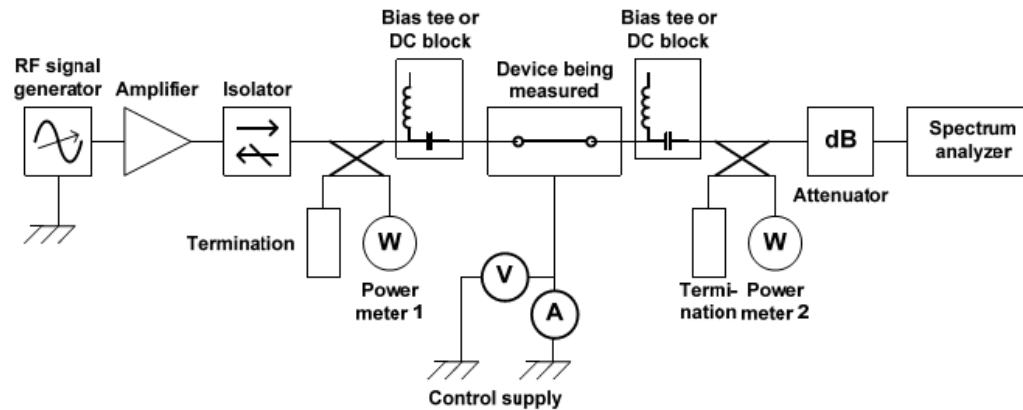 Bias tee or
DC block
Bias tee or
DC block
RF signal
generator
Amplifier
Isolator
Device being
measured
dB
Spectrum
analyzer
Attenuator
Termination
W
Power
meter 1
V
A
W
Termi-
nation
Power
meter 2
Control supply